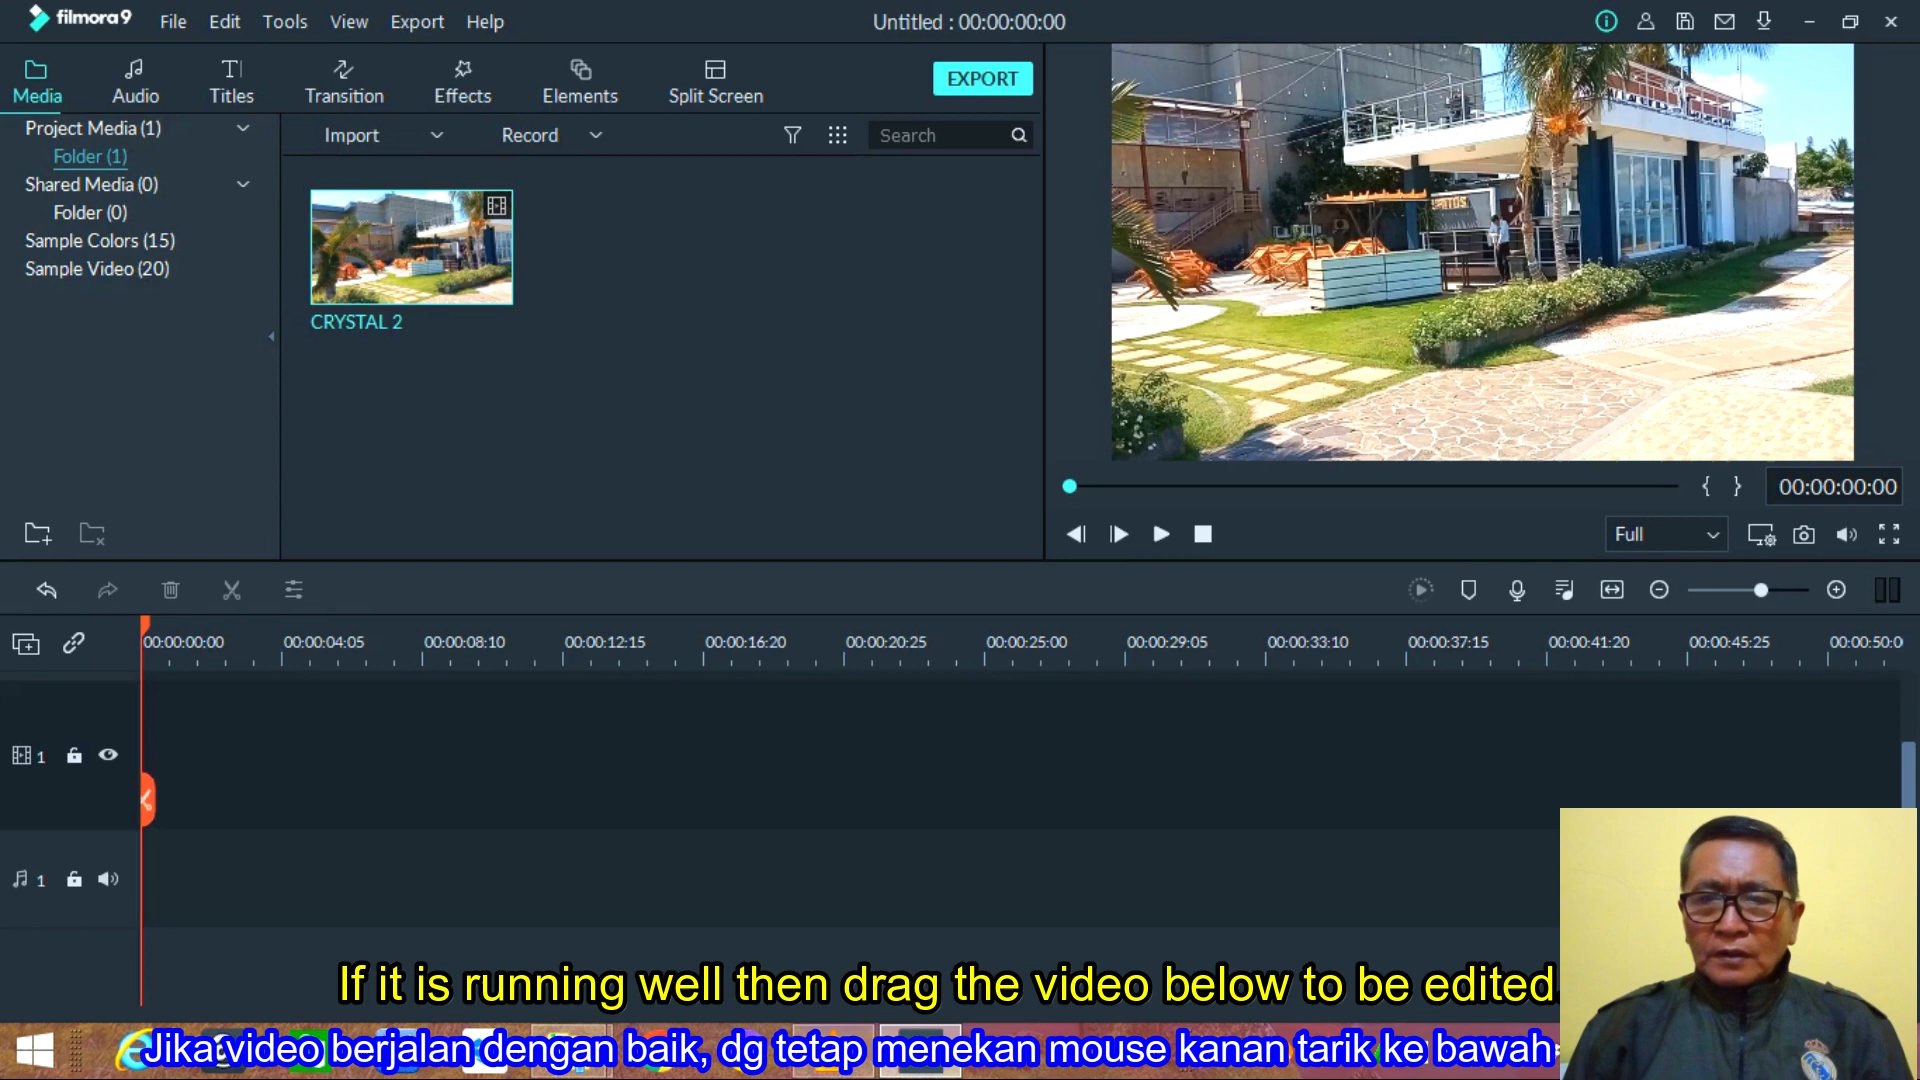 filmora9 File Edit Tools View Export Help Untitled : 00:00:00:00
Media Audio Titles Transition Effects Elements Split Screen EXPORT
Project Media (1)
Folder (1)
Shared Media (0)
Folder (0)
Sample Colors (15)
Sample Video (20)
Import Record Search
CRYSTAL 2
00:00:00:00
Full
00:00:00:00 00:00:04:05 00:00:08:10 00:00:12:15 00:00:16:20 00:00:20:25 00:00:25:00 00:00:29:05 00:00:33:10 00:00:37:15 00:00:41:20 00:00:45:25 00:00:50:0
1
1
If it is running well then drag the video below to be edited
Jika video berjalan dengan baik, dg tetap menekan mouse kanan tarik ke bawah